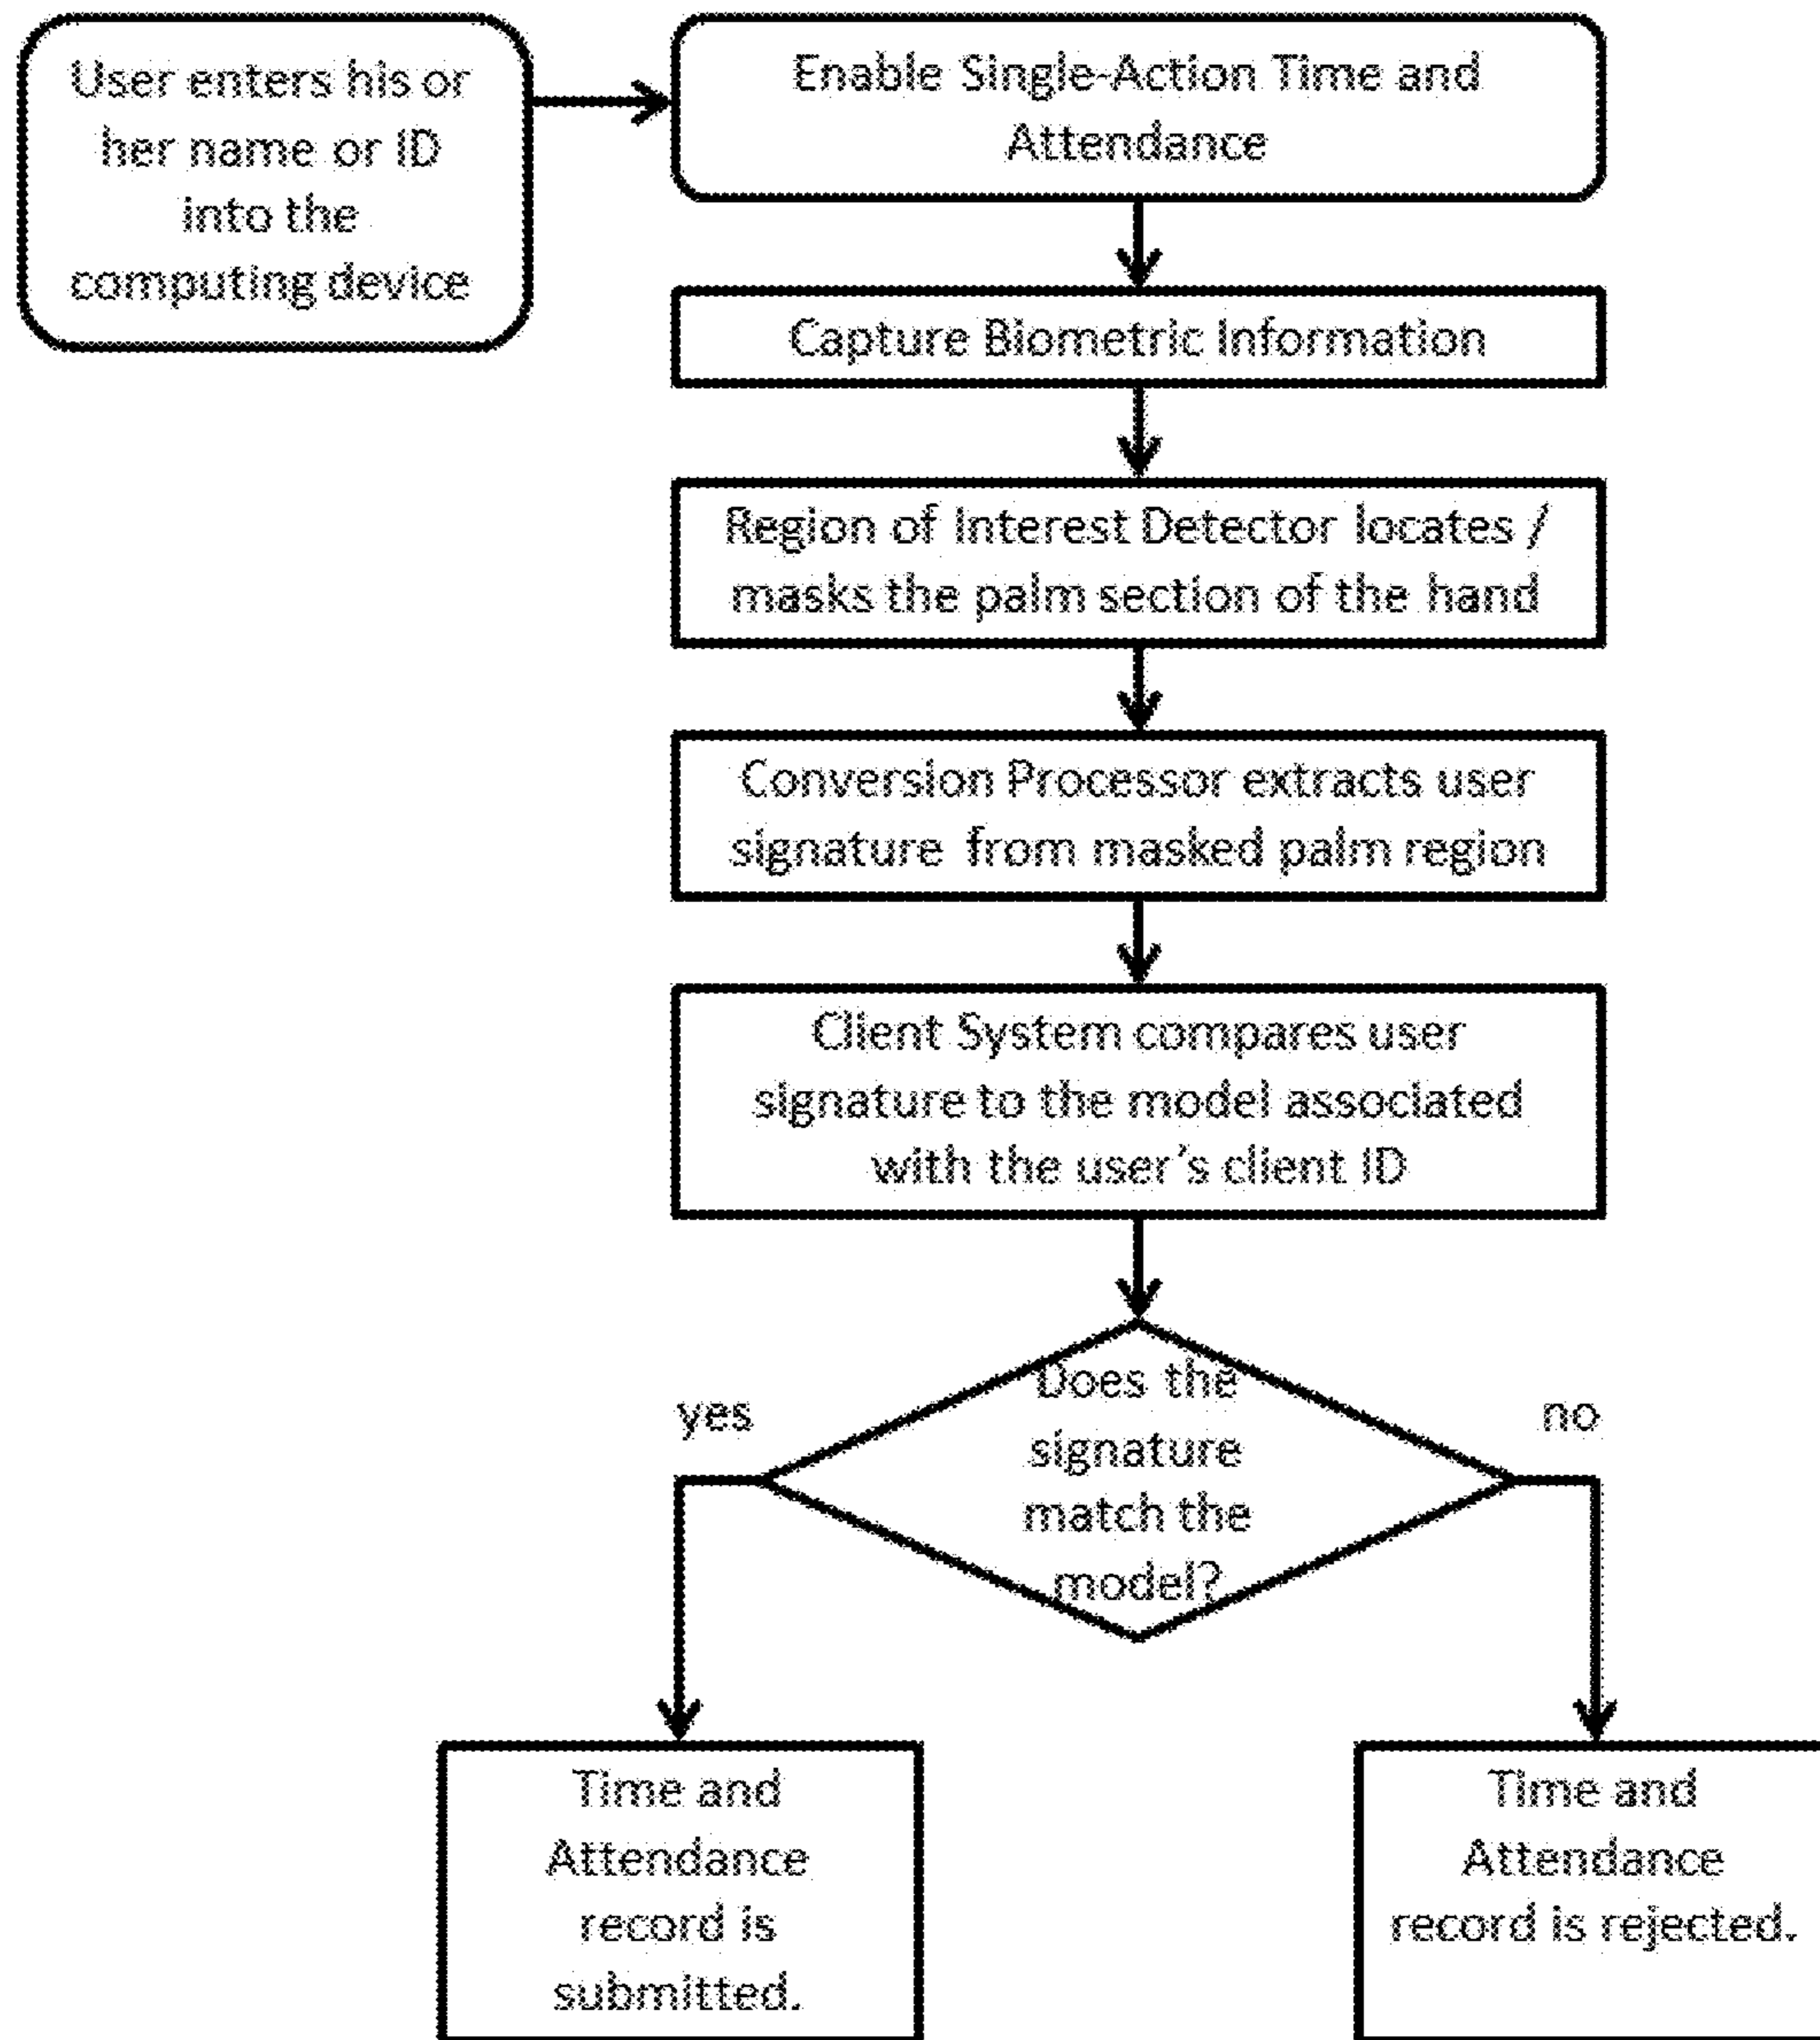 User enters his or
her name or ID
into the
computing device
Enable Single-Action Time and
Attendance
Capture Biometric Information
Region of Interest Detector locates /
masks the palm section of the hand
Conversion Processor extracts user
signature from masked palm region
Client System compares user
signature to the model associated
with the user's client ID
Does the
signature
match the
model?
yes
no
Time and
Attendance
record is
submitted.
Time and
Attendance
record is rejected.